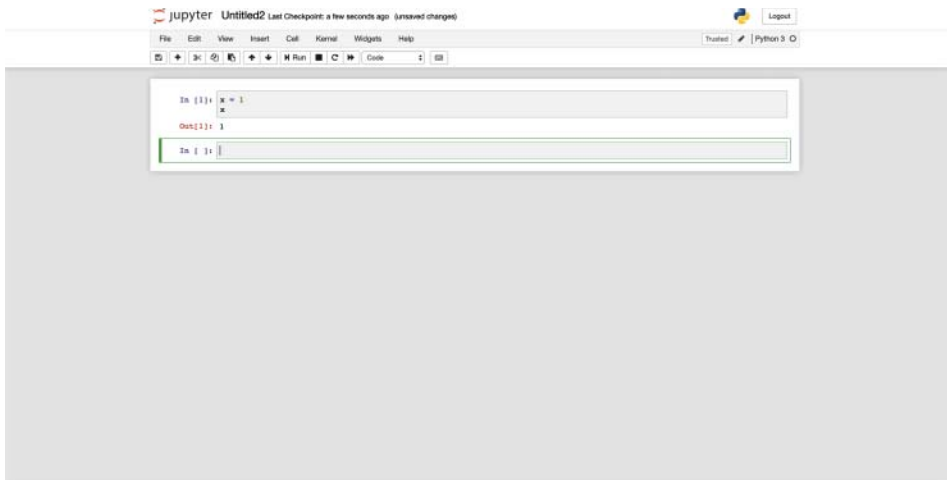 jupyter Untitled2 Last Checkpoint: a few seconds ago (unsaved changes)
Logout
File Edit View Insert Cell Kernel Widgets Help
Trusted Python 3
Run Code
In [1]: x = 1
x
Out[1]: 1
In [ ]: